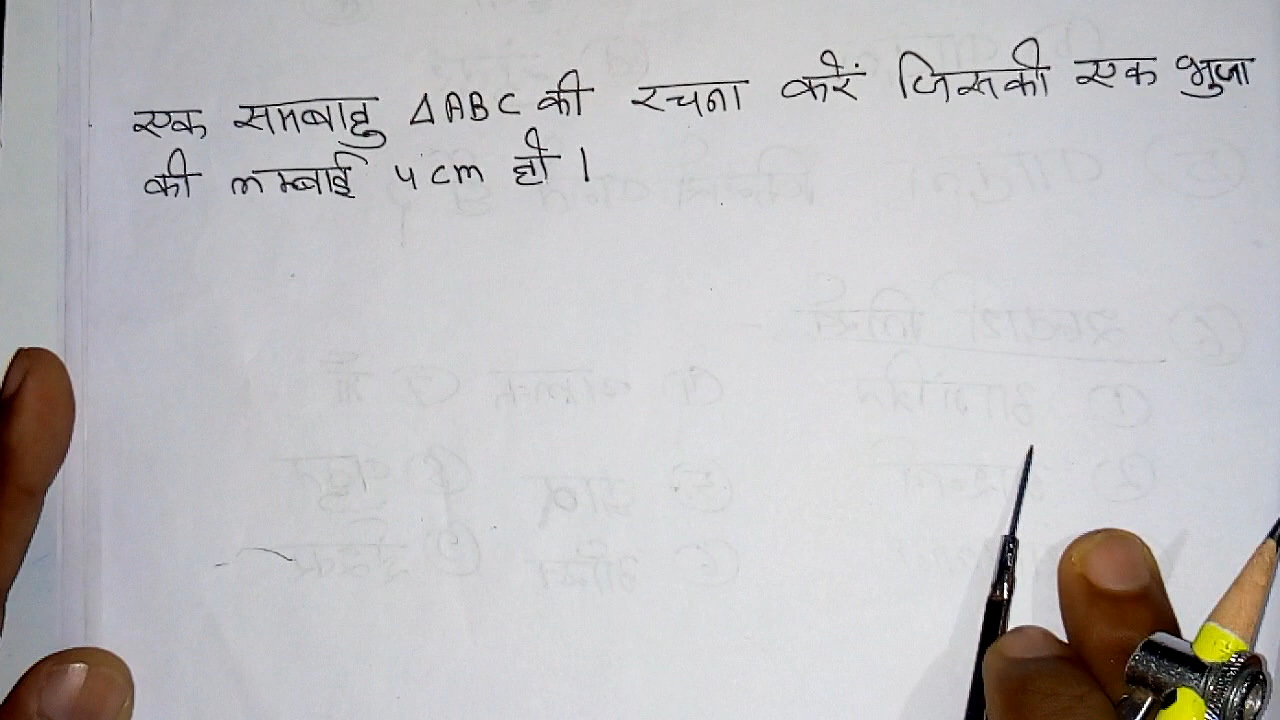 एक समबाहु ΔABC की रचना करें जिसकी एक भुजा
की लम्बाई 4 cm हो।